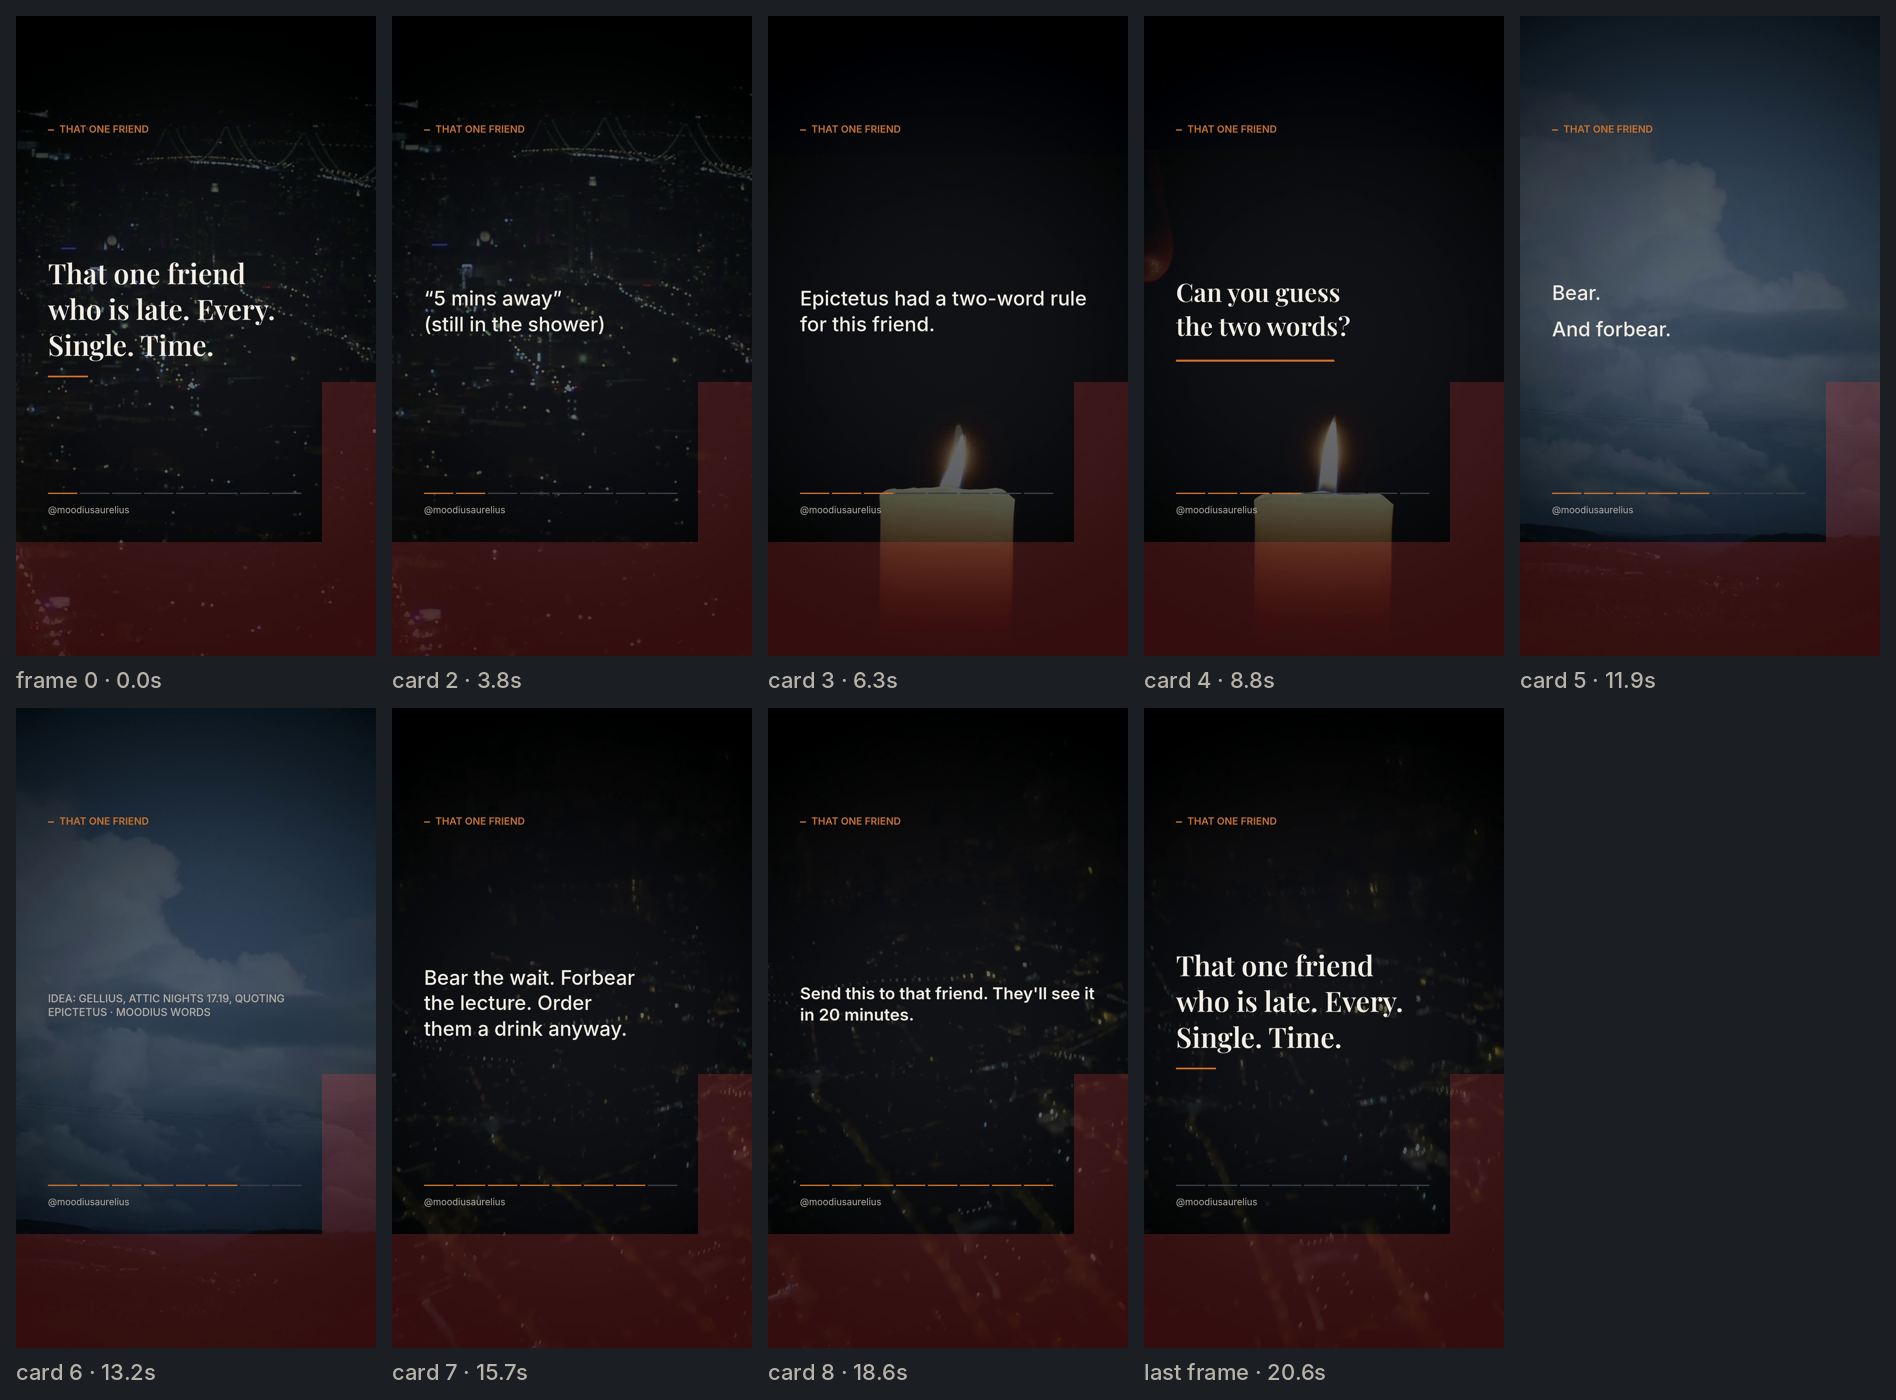 – THAT ONE FRIEND
That one friend
who is late. Every.
Single. Time.
@moodiusaurelius
frame 0 · 0.0s
– THAT ONE FRIEND
“5 mins away”
(still in the shower)
@moodiusaurelius
card 2 · 3.8s
– THAT ONE FRIEND
Epictetus had a two-word rule
for this friend.
@moodiusaurelius
card 3 · 6.3s
– THAT ONE FRIEND
Can you guess
the two words?
@moodiusaurelius
card 4 · 8.8s
– THAT ONE FRIEND
Bear.
And forbear.
@moodiusaurelius
card 5 · 11.9s
– THAT ONE FRIEND
IDEA: GELLIUS, ATTIC NIGHTS 17.19, QUOTING
EPICTETUS · MOODIUS WORDS
@moodiusaurelius
card 6 · 13.2s
– THAT ONE FRIEND
Bear the wait. Forbear
the lecture. Order
them a drink anyway.
@moodiusaurelius
card 7 · 15.7s
– THAT ONE FRIEND
Send this to that friend. They'll see it
in 20 minutes.
@moodiusaurelius
card 8 · 18.6s
– THAT ONE FRIEND
That one friend
who is late. Every.
Single. Time.
@moodiusaurelius
last frame · 20.6s